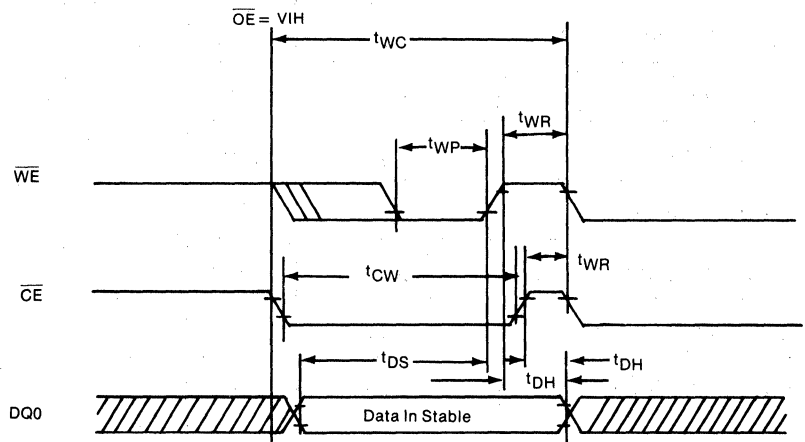 OE = VIH
tWC
tWR
tWP
WE
tWR
tCW
CE
tDS
tDH
tDH
DQ0
Data In Stable